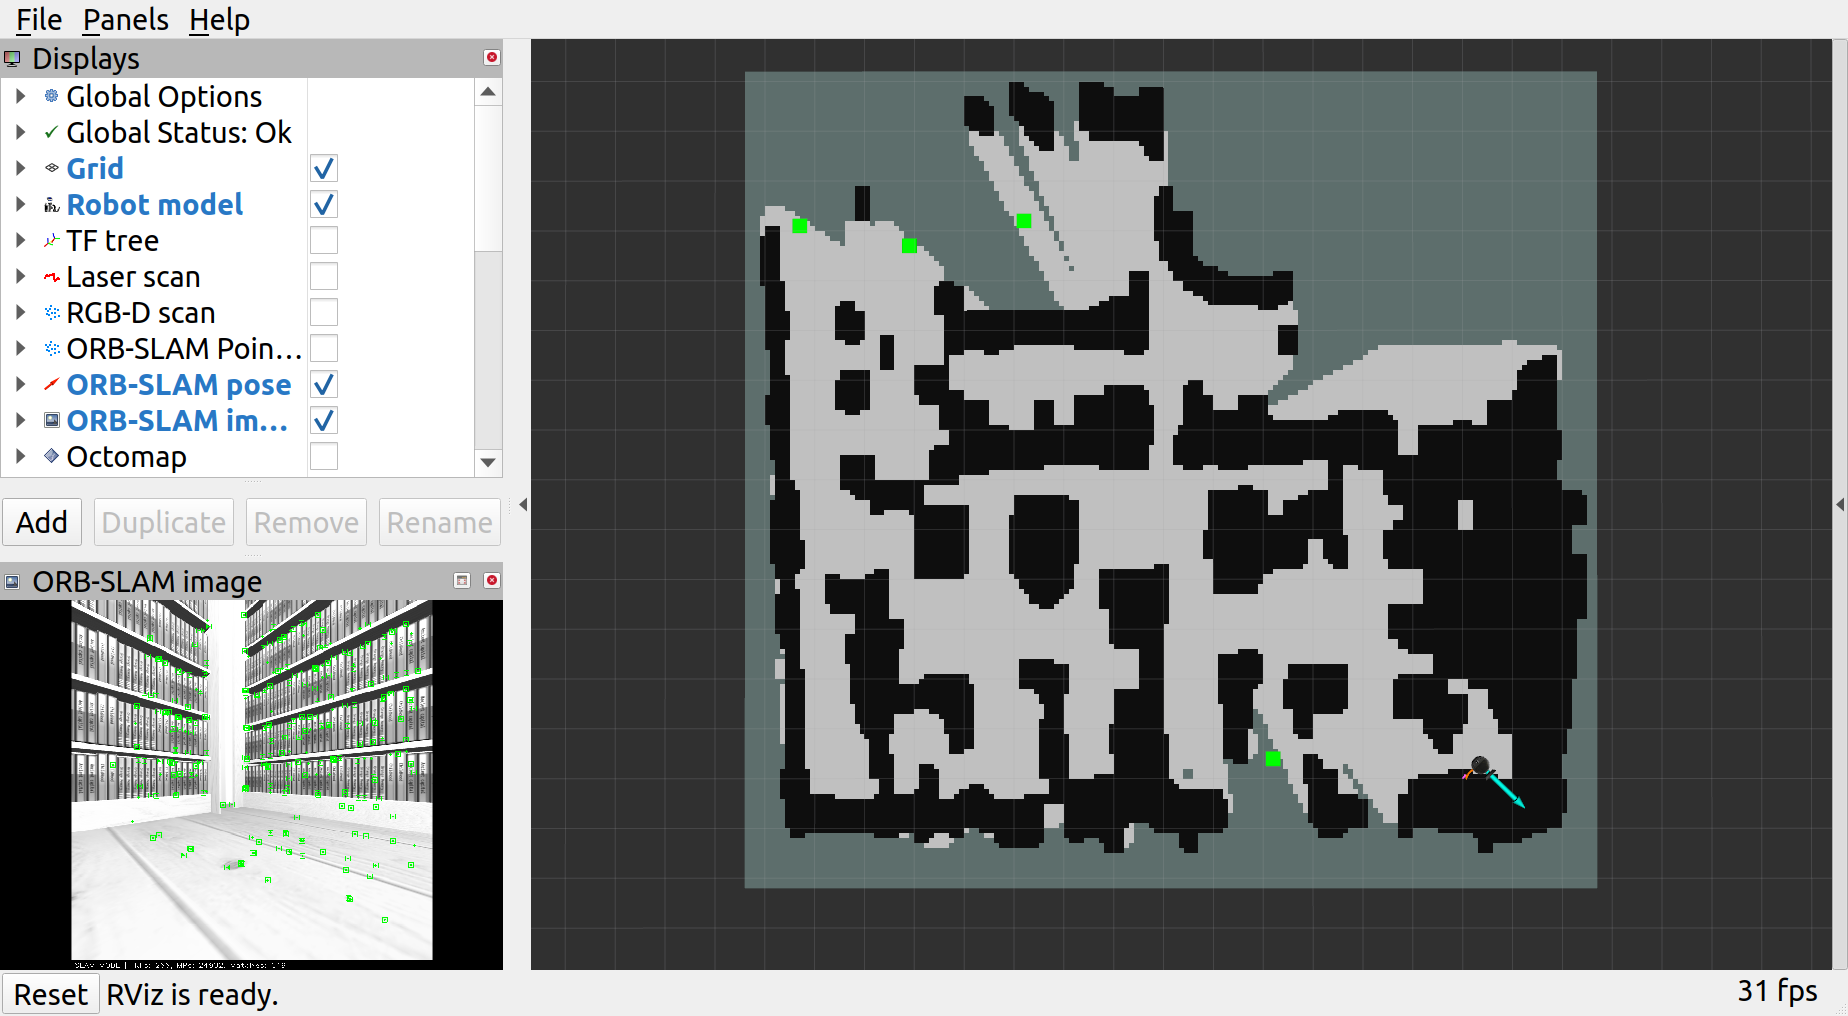 File Panels Help
Displays
Global Options
Global Status: Ok
Grid
Robot model
TF tree
Laser scan
RGB-D scan
ORB-SLAM Poin...
ORB-SLAM pose
ORB-SLAM im...
Octomap
Add Duplicate Remove Rename
ORB-SLAM image
SLAM MODE |
Reset RViz is ready.
31 fps